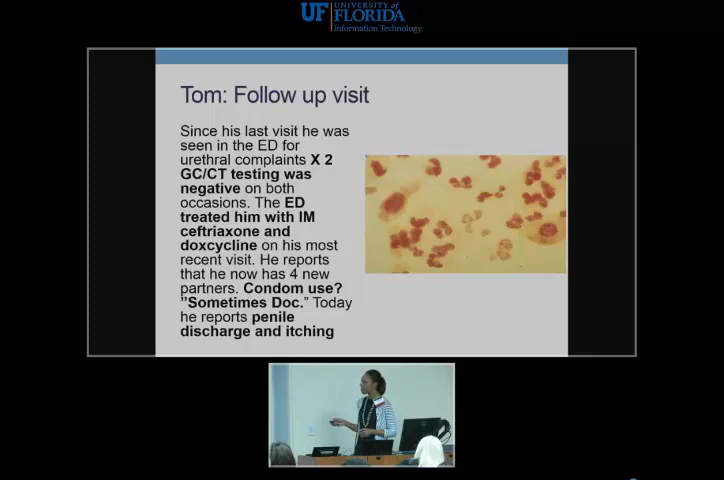 UF UNIVERSITY of
FLORIDA
Information Technology
Tom: Follow up visit
Since his last visit he was
seen in the ED for
urethral complaints X 2
GC/CT testing was
negative on both
occasions. The ED
treated him with IM
ceftriaxone and
doxycycline on his most
recent visit. He reports
that he now has 4 new
partners. Condom use?
"Sometimes Doc." Today
he reports penile
discharge and itching